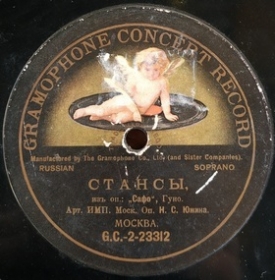 GRAMOPHONE CONCERT RECORD
Manufactured by The Gramophone Co., Ltd (and Sister Companies).
RUSSIAN SOPRANO
СТАНСЫ,
изъ оп.: „Сафо", Гуно.
Арт. ИМП. Моск. Оп. Н. С. Южина.
МОСКВА.
G.C.-2-23312